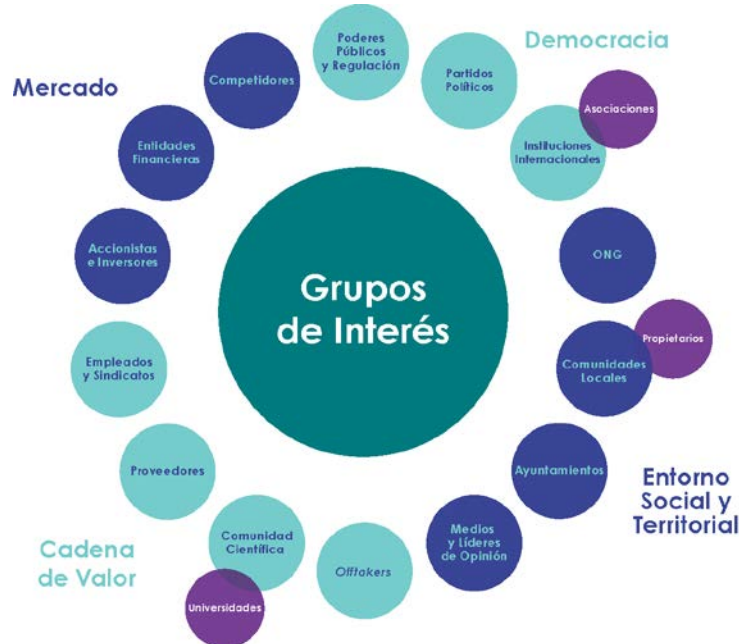 Poderes
Públicos
y Regulación
Democracia
Partidos
Políticos
Mercado
Competidores
Asociaciones
Entidades
Financieras
Instituciones
Internacionales
Accionistas
e Inversores
ONG
Grupos
de Interés
Propietarios
Empleados
y Sindicatos
Comunidades
Locales
Proveedores
Ayuntamientos
Entorno
Social y
Territorial
Comunidad
Científica
Medios
y Líderes
de Opinión
Cadena
de Valor
Offtakers
Universidades